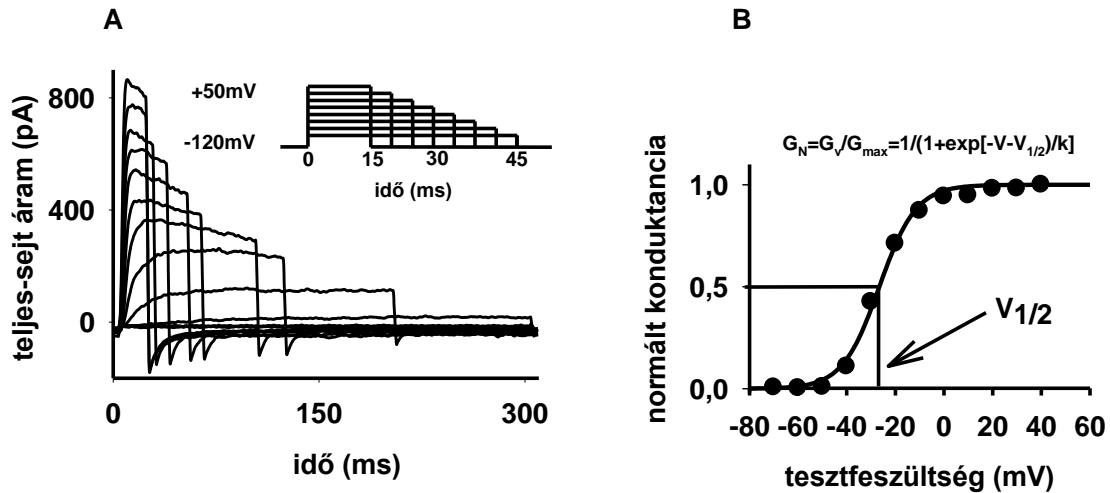 A
teljes-sejt áram (pA)
800
400
0
0
150
300
idő (ms)
+50mV
-120mV
0
15
30
45
idő (ms)
B
G_N=G_v/G_max=1/(1+exp[-V-V_1/2)/k]
normált konduktancia
1,0
0,5
0,0
V_1/2
-80 -60 -40 -20 0 20 40 60
tesztfeszültség (mV)